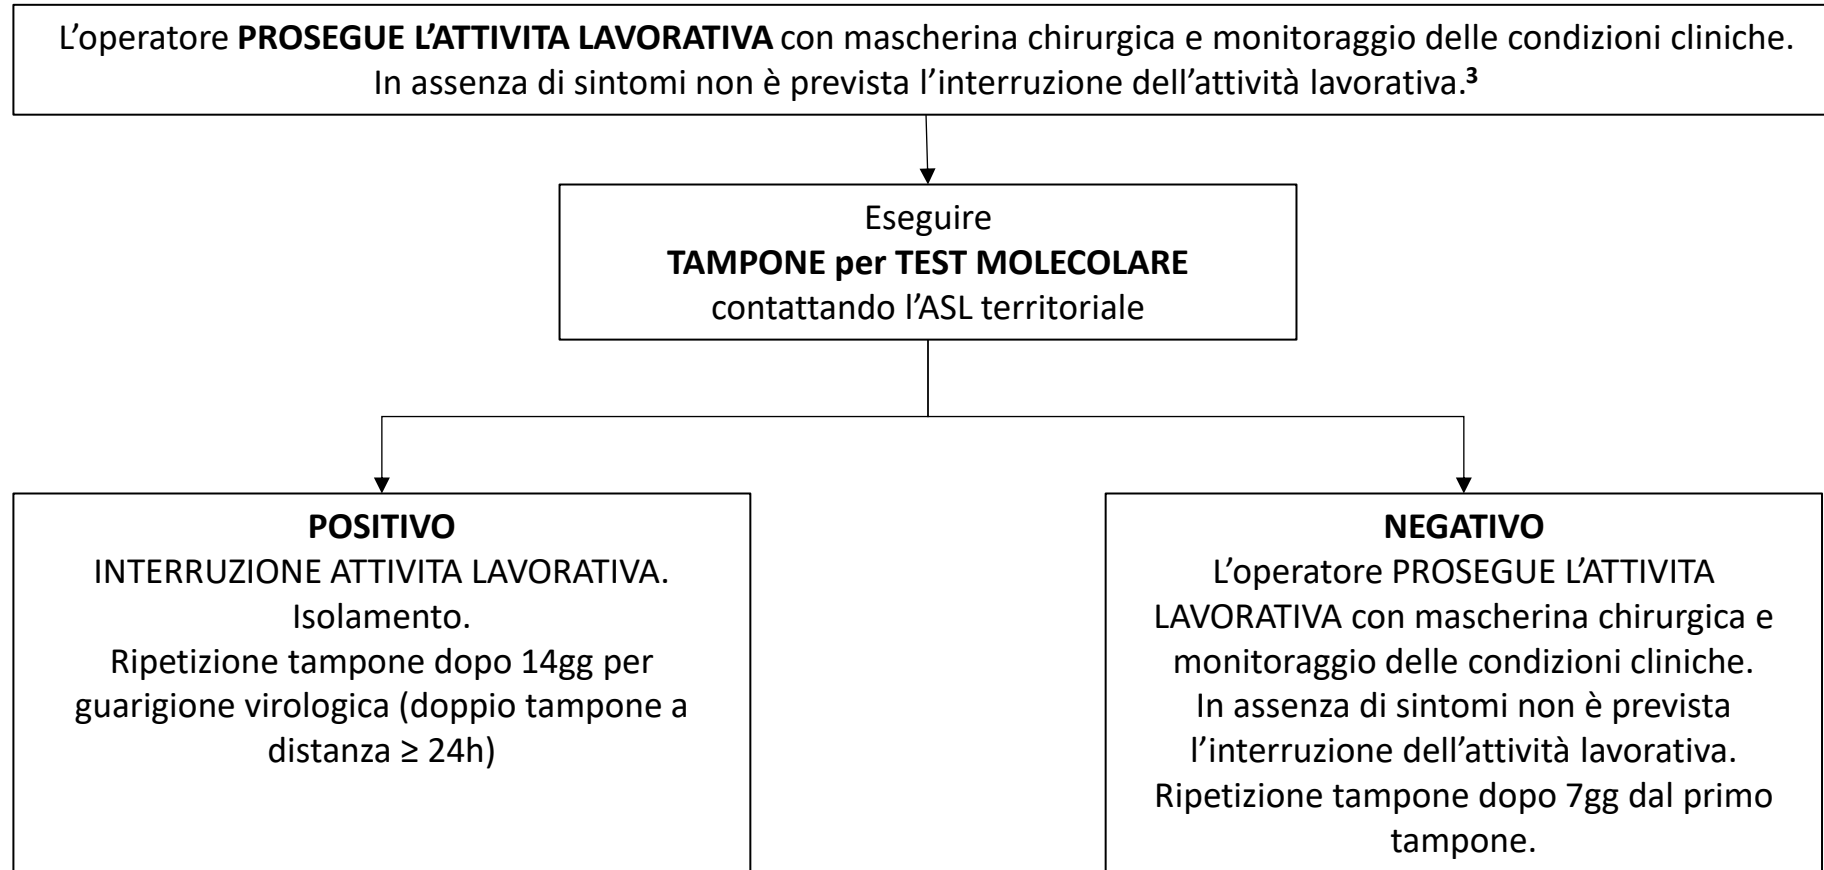 L’operatore PROSEGUE L’ATTIVITA LAVORATIVA con mascherina chirurgica e monitoraggio delle condizioni cliniche.
In assenza di sintomi non è prevista l’interruzione dell’attività lavorativa.³
Eseguire
TAMPONE per TEST MOLECOLARE
contattando l’ASL territoriale
POSITIVO
INTERRUZIONE ATTIVITA LAVORATIVA.
Isolamento.
Ripetizione tampone dopo 14gg per
guarigione virologica (doppio tampone a
distanza ≥ 24h)
NEGATIVO
L’operatore PROSEGUE L’ATTIVITA
LAVORATIVA con mascherina chirurgica e
monitoraggio delle condizioni cliniche.
In assenza di sintomi non è prevista
l’interruzione dell’attività lavorativa.
Ripetizione tampone dopo 7gg dal primo
tampone.